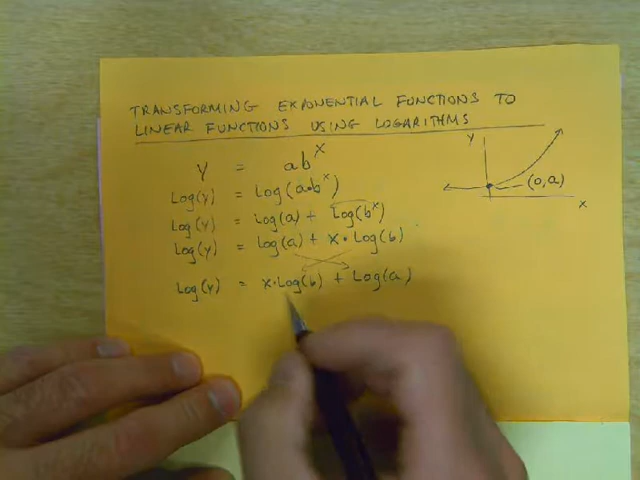 TRANSFORMING EXPONENTIAL FUNCTIONS TO
LINEAR FUNCTIONS USING LOGARITHMS
Y = ab^x
Log(y) = Log(a•b^x)
Log(y) = Log(a) + Log(b^x)
Log(y) = Log(a) + x•Log(b)
Log(y) = x•Log(b) + Log(a)
Y
(0,a)
x